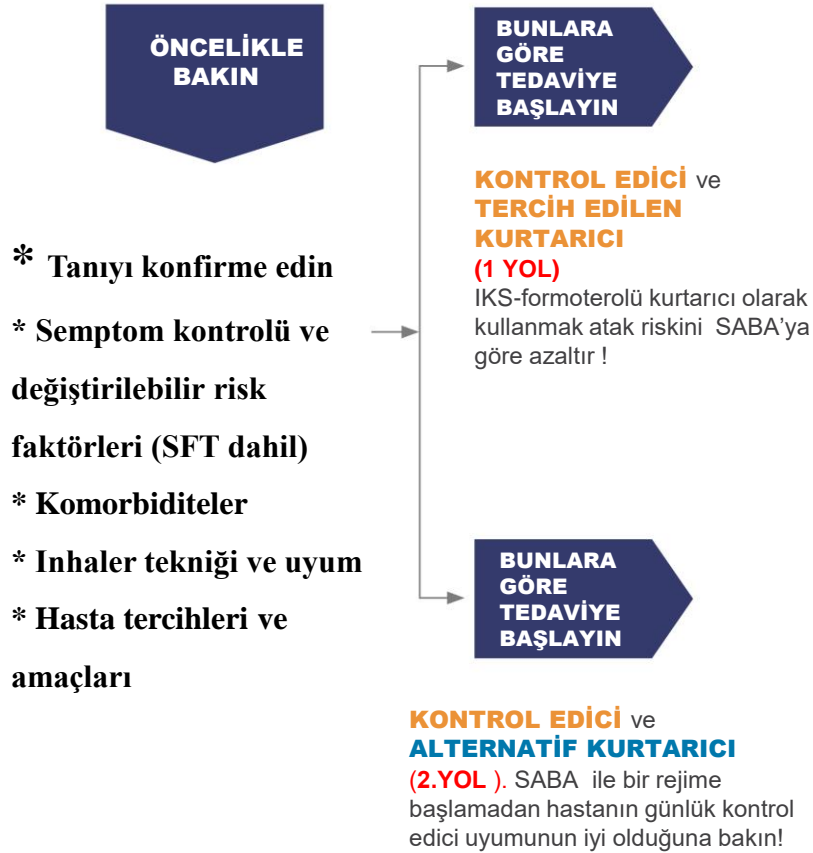 ÖNCELİKLE
BAKIN
* Tanıyı konfirme edin
* Semptom kontrolü ve
değiştirilebilir risk
faktörleri (SFT dahil)
* Komorbiditeler
* Inhaler tekniği ve uyum
* Hasta tercihleri ve
amaçları
BUNLARA
GÖRE
TEDAVİYE
BAŞLAYIN
KONTROL EDİCİ ve
TERCİH EDİLEN
KURTARICI
(1 YOL)
IKS-formoterolü kurtarıcı olarak
kullanmak atak riskini SABA’ya
göre azaltır !
BUNLARA
GÖRE
TEDAVİYE
BAŞLAYIN
KONTROL EDİCİ ve
ALTERNATİF KURTARICI
(2.YOL ). SABA ile bir rejime
başlamadan hastanın günlük kontrol
edici uyumunun iyi olduğuna bakın!